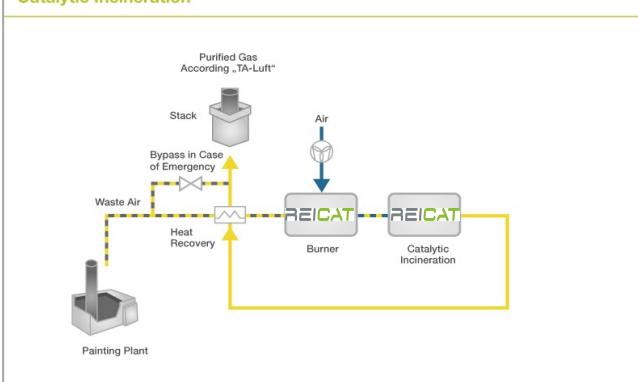 Catalytic Incineration
Purified Gas
According „TA-Luft“
Stack
Air
Bypass in Case
of Emergency
Waste Air
REICAT
REICAT
Heat
Recovery
Burner
Catalytic
Incineration
Painting Plant